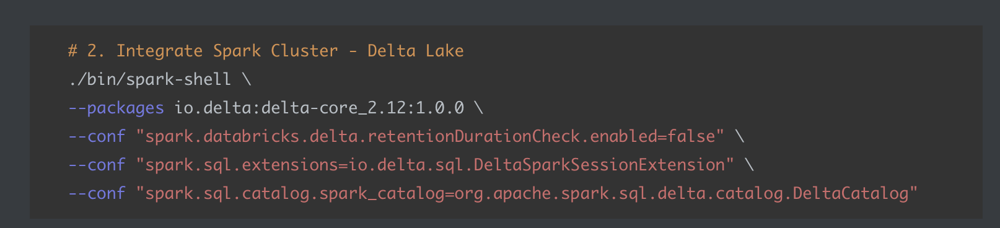 # 2. Integrate Spark Cluster - Delta Lake
./bin/spark-shell \
--packages io.delta:delta-core_2.12:1.0.0 \
--conf "spark.databricks.delta.retentionDurationCheck.enabled=false" \
--conf "spark.sql.extensions=io.delta.sql.DeltaSparkSessionExtension" \
--conf "spark.sql.catalog.spark_catalog=org.apache.spark.sql.delta.catalog.DeltaCatalog"